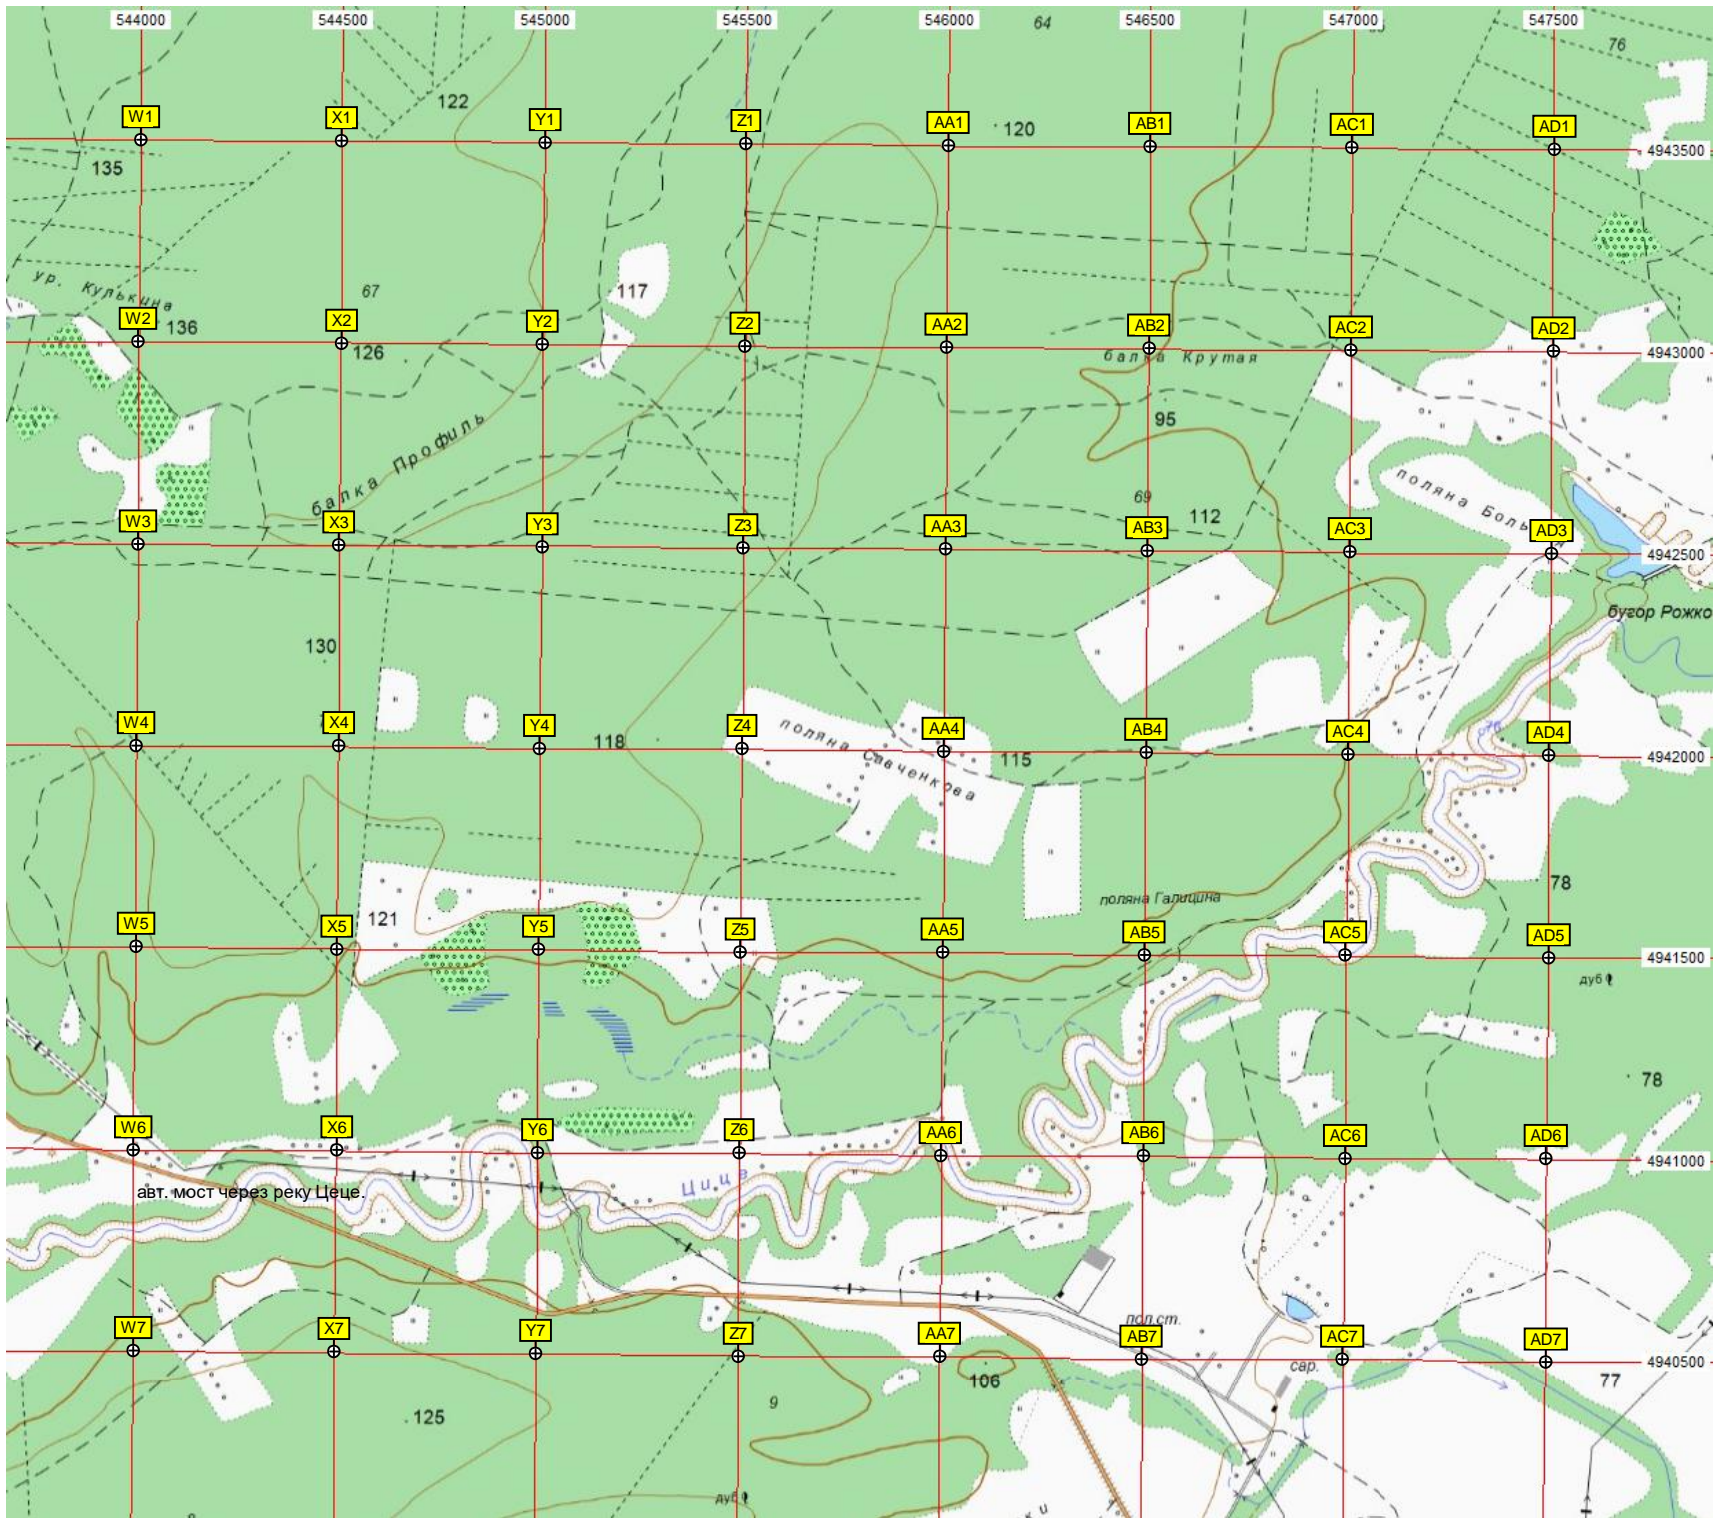 544000 544500 545000 545500 546000 546500 547000 547500
64
76
122
W1 X1 Y1 Z1 AA1 120 AB1 AC1 AD1
4943500
135
ур. Кулькина
67
117
W2 136 X2 Y2 Z2 AA2 AB2 AC2 AD2
126
балка Крутая
4943000
95
балка Профиль
поляна Боль
69
112
W3 X3 Y3 Z3 AA3 AB3 AC3 AD3
4942500
бугор Рожко
130
W4 X4 Y4 Z4 AA4 AB4 AC4 AD4
118
поляна Савченкова
115
76
4942000
78
поляна Галицина
121
W5 X5 Y5 Z5 AA5 AB5 AC5 AD5
4941500
дуб
78
W6 X6 Y6 Z6 AA6 AB6 AC6 AD6
4941000
Цица
авт. мост через реку Цеце.
пол.ст.
W7 X7 Y7 Z7 AA7 AB7 AC7 AD7
4940500
сар.
106
77
9
125
дуб